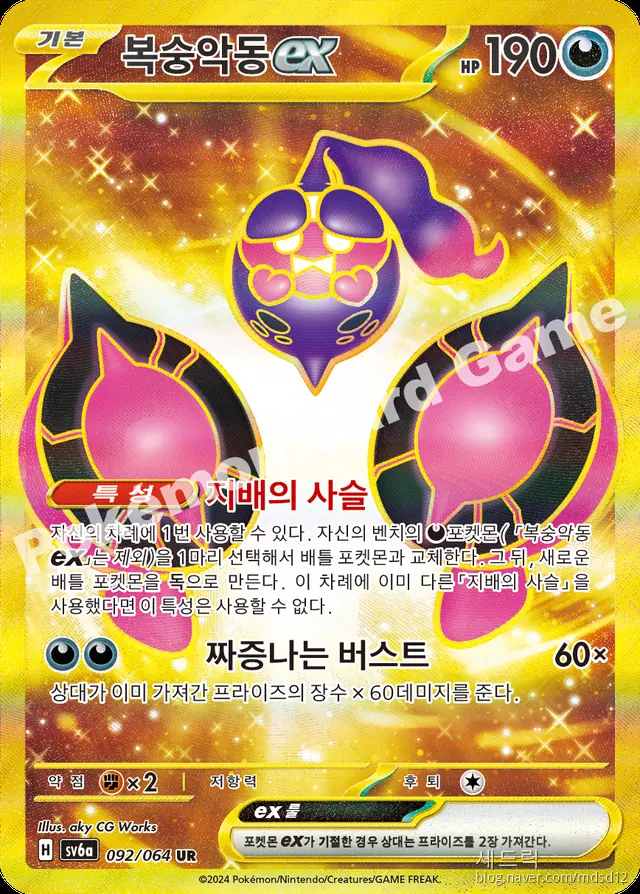 기본 복숭악동ex HP 190
Pokémon Card Game
특성 지배의 사슬
자신의 차례에 1번 사용할 수 있다. 자신의 벤치의 포켓몬(「복숭악동
ex」는 제외)을 1마리 선택해서 배틀 포켓몬과 교체한다. 그 뒤, 새로운
배틀 포켓몬을 독으로 만든다. 이 차례에 이미 다른 「지배의 사슬」을
사용했다면 이 특성은 사용할 수 없다.
짜증나는 버스트 60×
상대가 이미 가져간 프라이즈의 장수 × 60데미지를 준다.
약점 ×2 저항력 후퇴
Illus. aky CG Works
ex 룰
포켓몬 ex가 기절한 경우 상대는 프라이즈를 2장 가져간다.
H sv6a 092/064 UR
세드릭
blog.naver.com/mdsd12
©2024 Pokémon/Nintendo/Creatures/GAME FREAK.